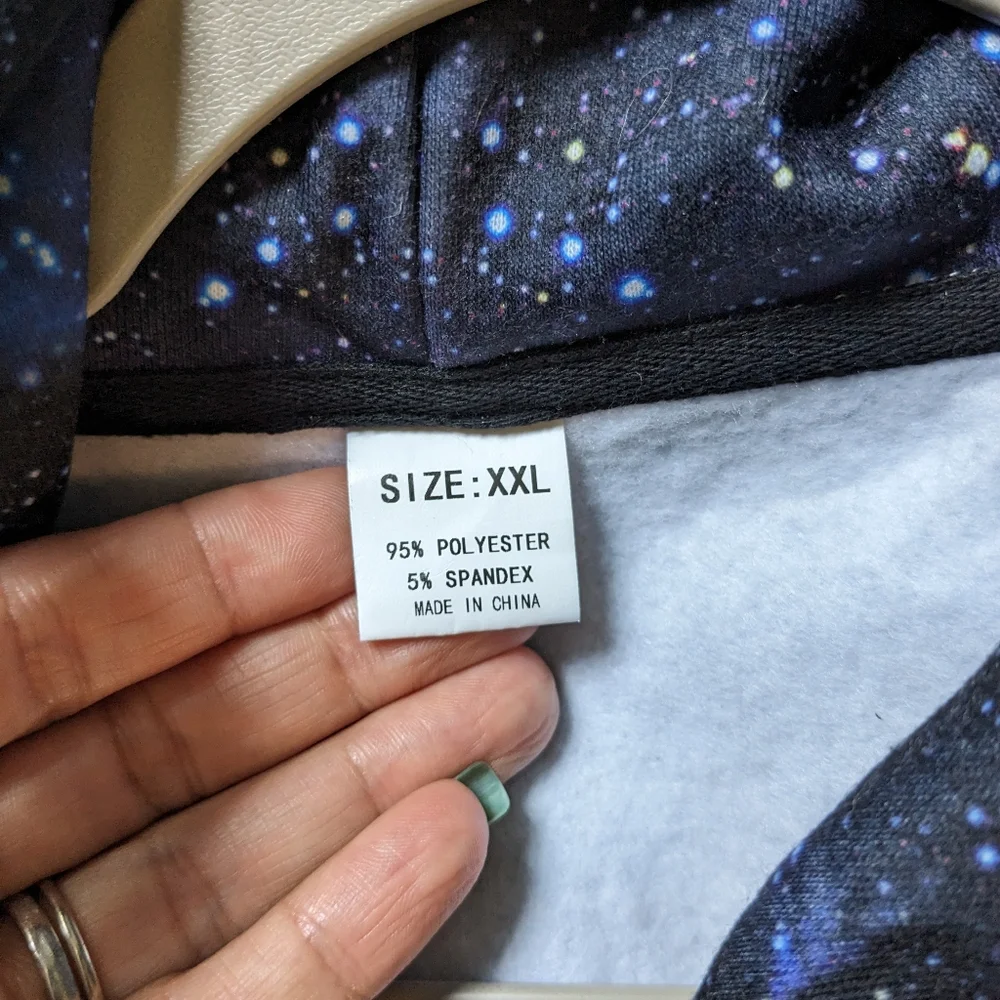 SIZE:XXL
95% POLYESTER
5% SPANDEX
MADE IN CHINA